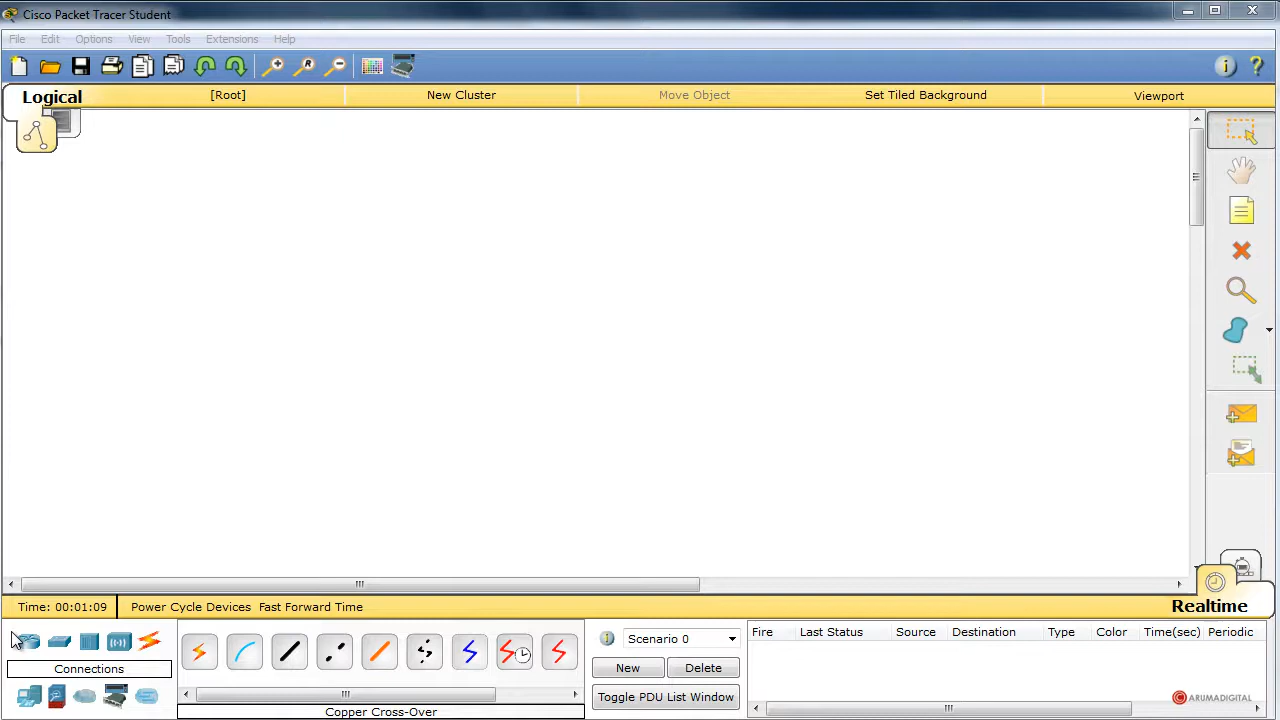 Cisco Packet Tracer Student
File Edit Options View Tools Extensions Help
Logical [Root] New Cluster Move Object Set Tiled Background Viewport
Time: 00:01:09 Power Cycle Devices Fast Forward Time Realtime
Scenario 0
Fire Last Status Source Destination Type Color Time(sec) Periodic
Connections
New Delete
Toggle PDU List Window
Copper Cross-Over
C ARUMADIGITAL